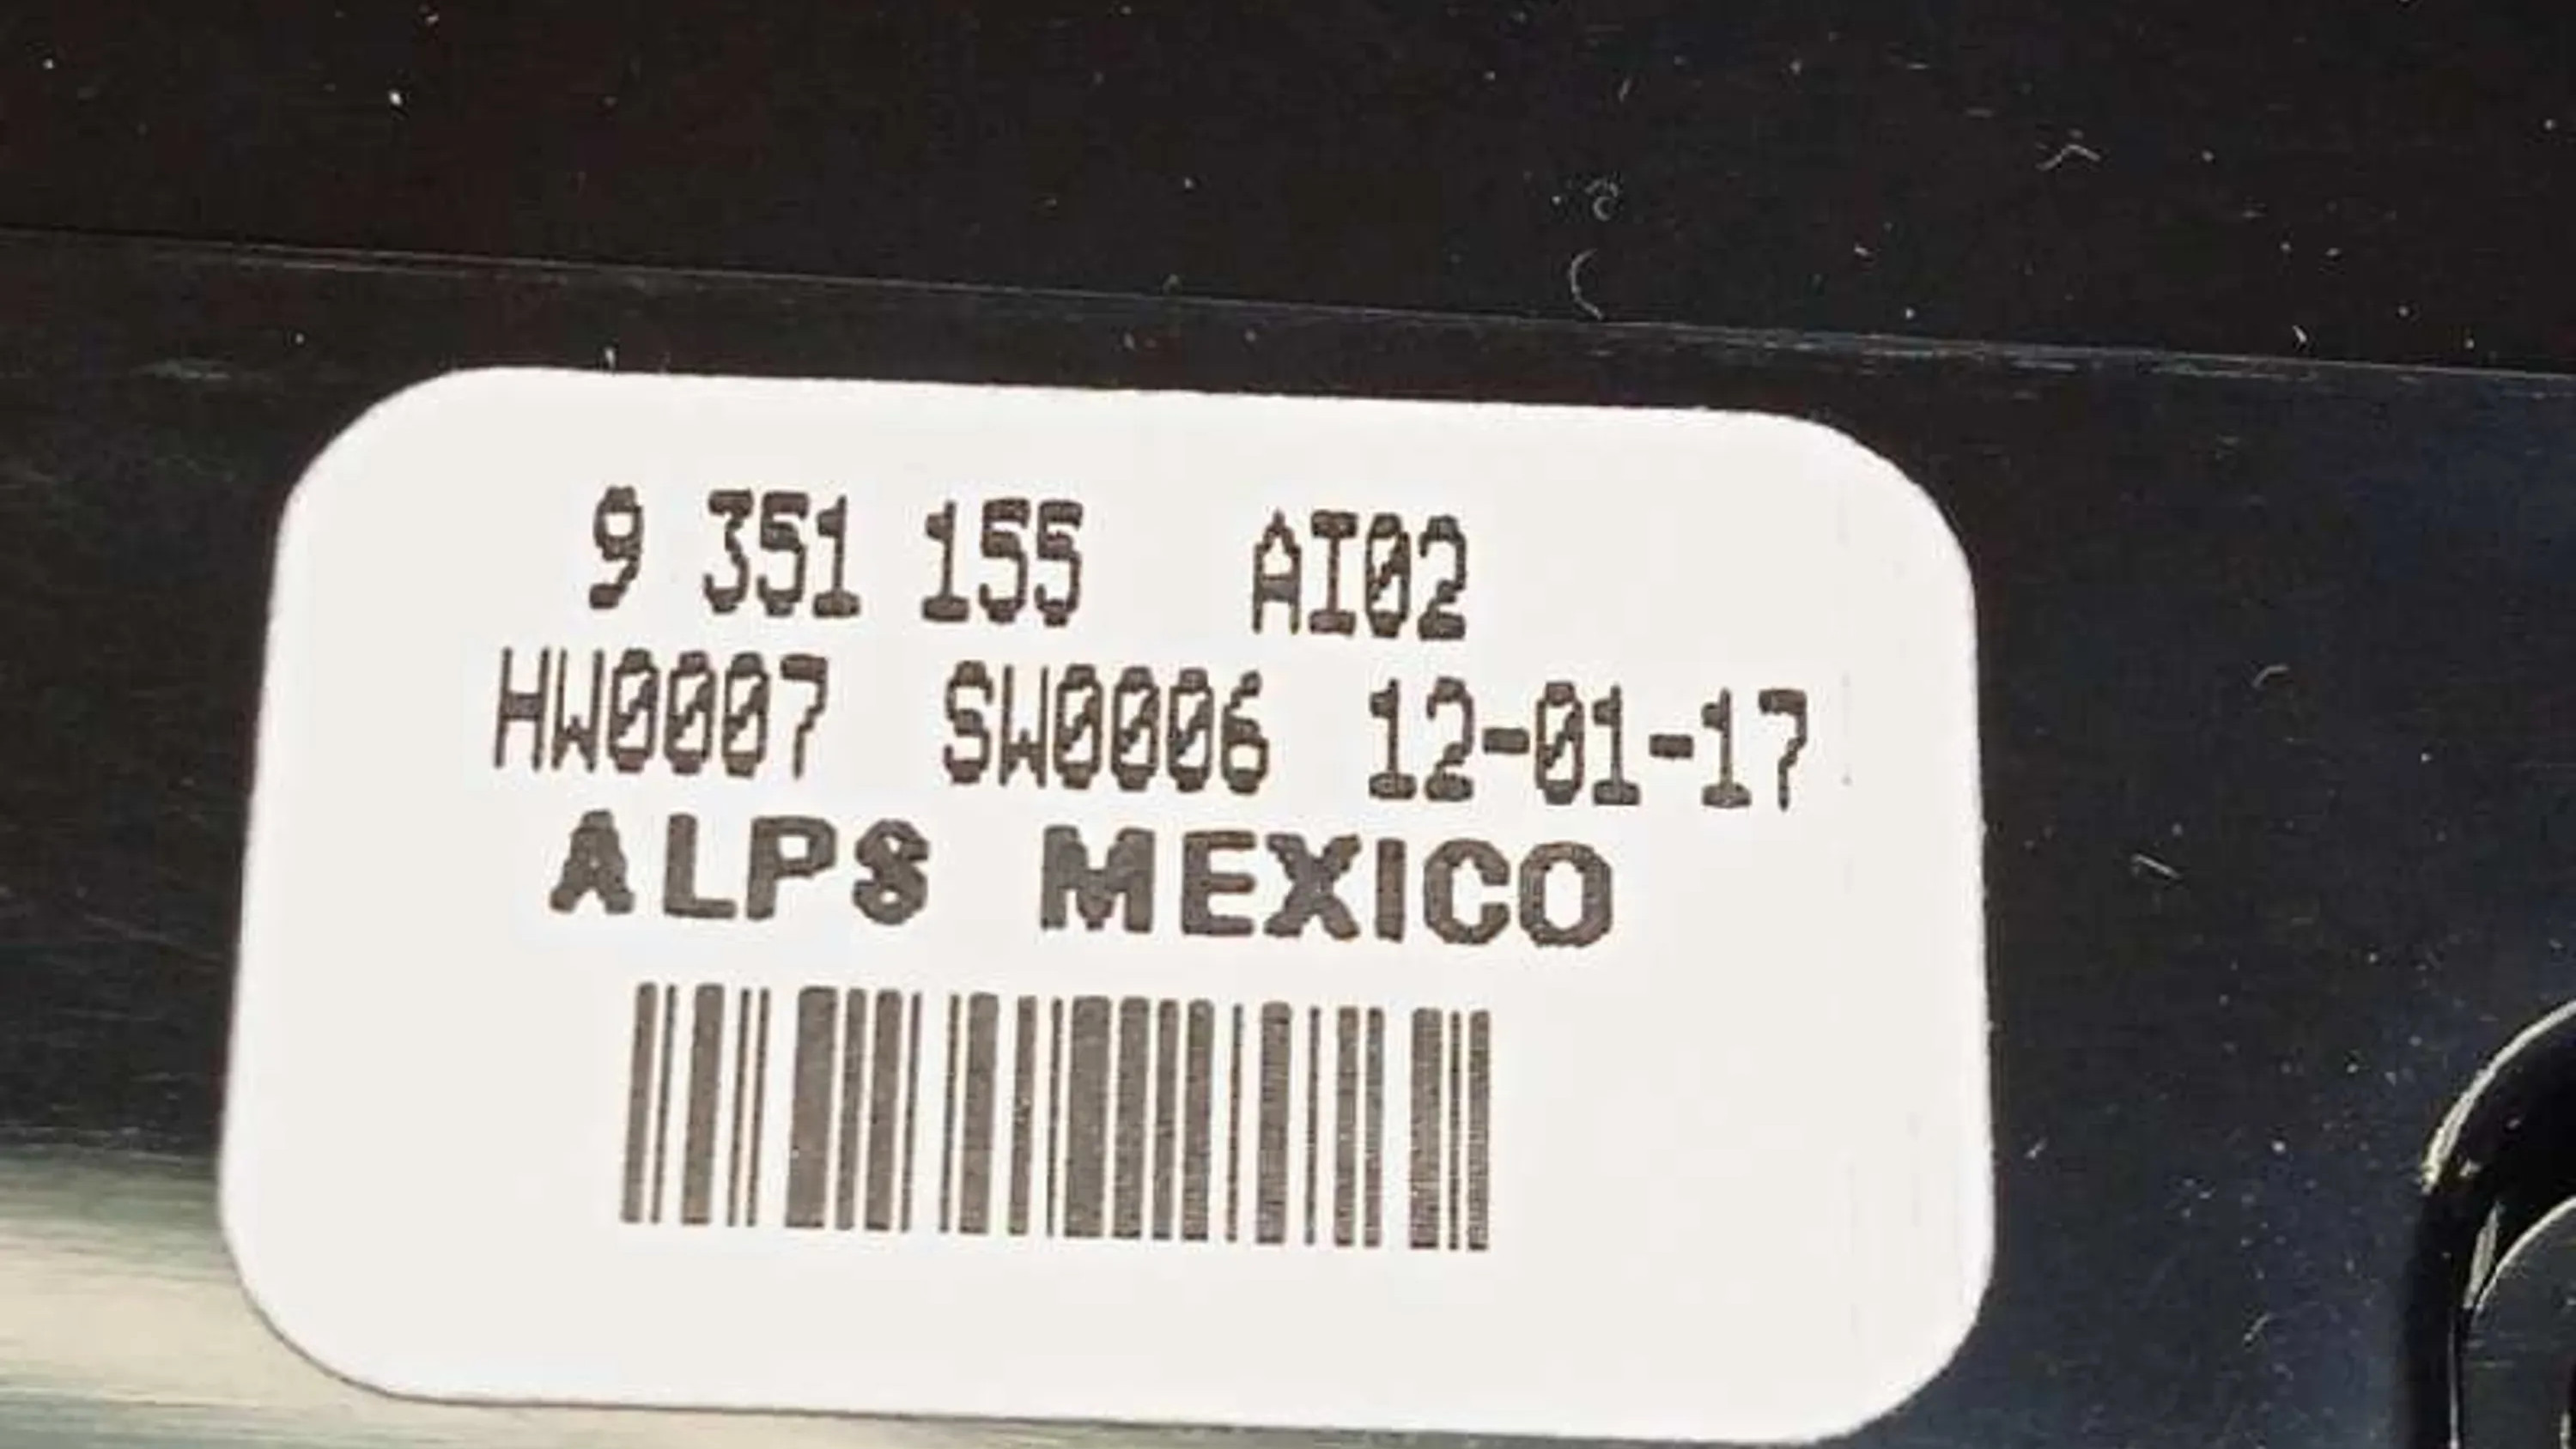 9 351 155 AI02
HW0007 SW0006 12-01-17
ALPS MEXICO